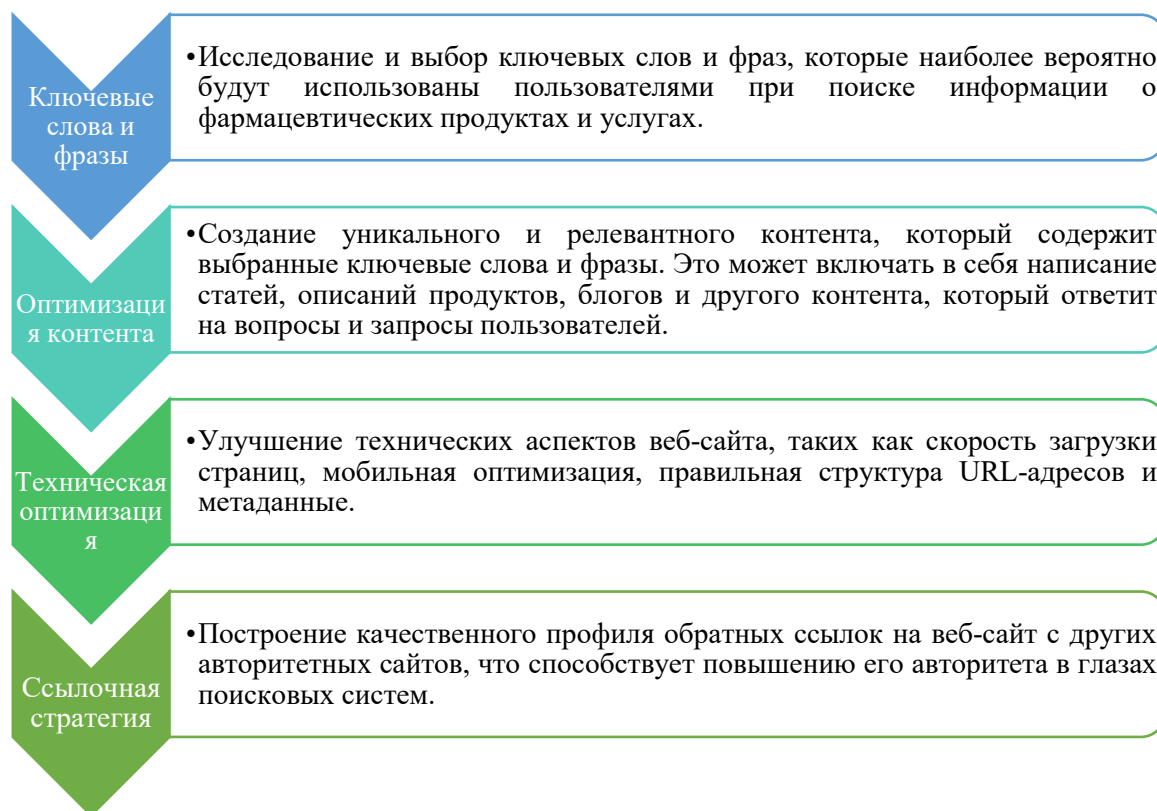 Ключевые
слова и
фразы
•Исследование и выбор ключевых слов и фраз, которые наиболее вероятно
будут использованы пользователями при поиске информации о
фармацевтических продуктах и услугах.
Оптимизаци
я контента
•Создание уникального и релевантного контента, который содержит
выбранные ключевые слова и фразы. Это может включать в себя написание
статей, описаний продуктов, блогов и другого контента, который ответит
на вопросы и запросы пользователей.
Техническая
оптимизаци
я
•Улучшение технических аспектов веб-сайта, таких как скорость загрузки
страниц, мобильная оптимизация, правильная структура URL-адресов и
метаданные.
Ссылочная
стратегия
•Построение качественного профиля обратных ссылок на веб-сайт с других
авторитетных сайтов, что способствует повышению его авторитета в глазах
поисковых систем.